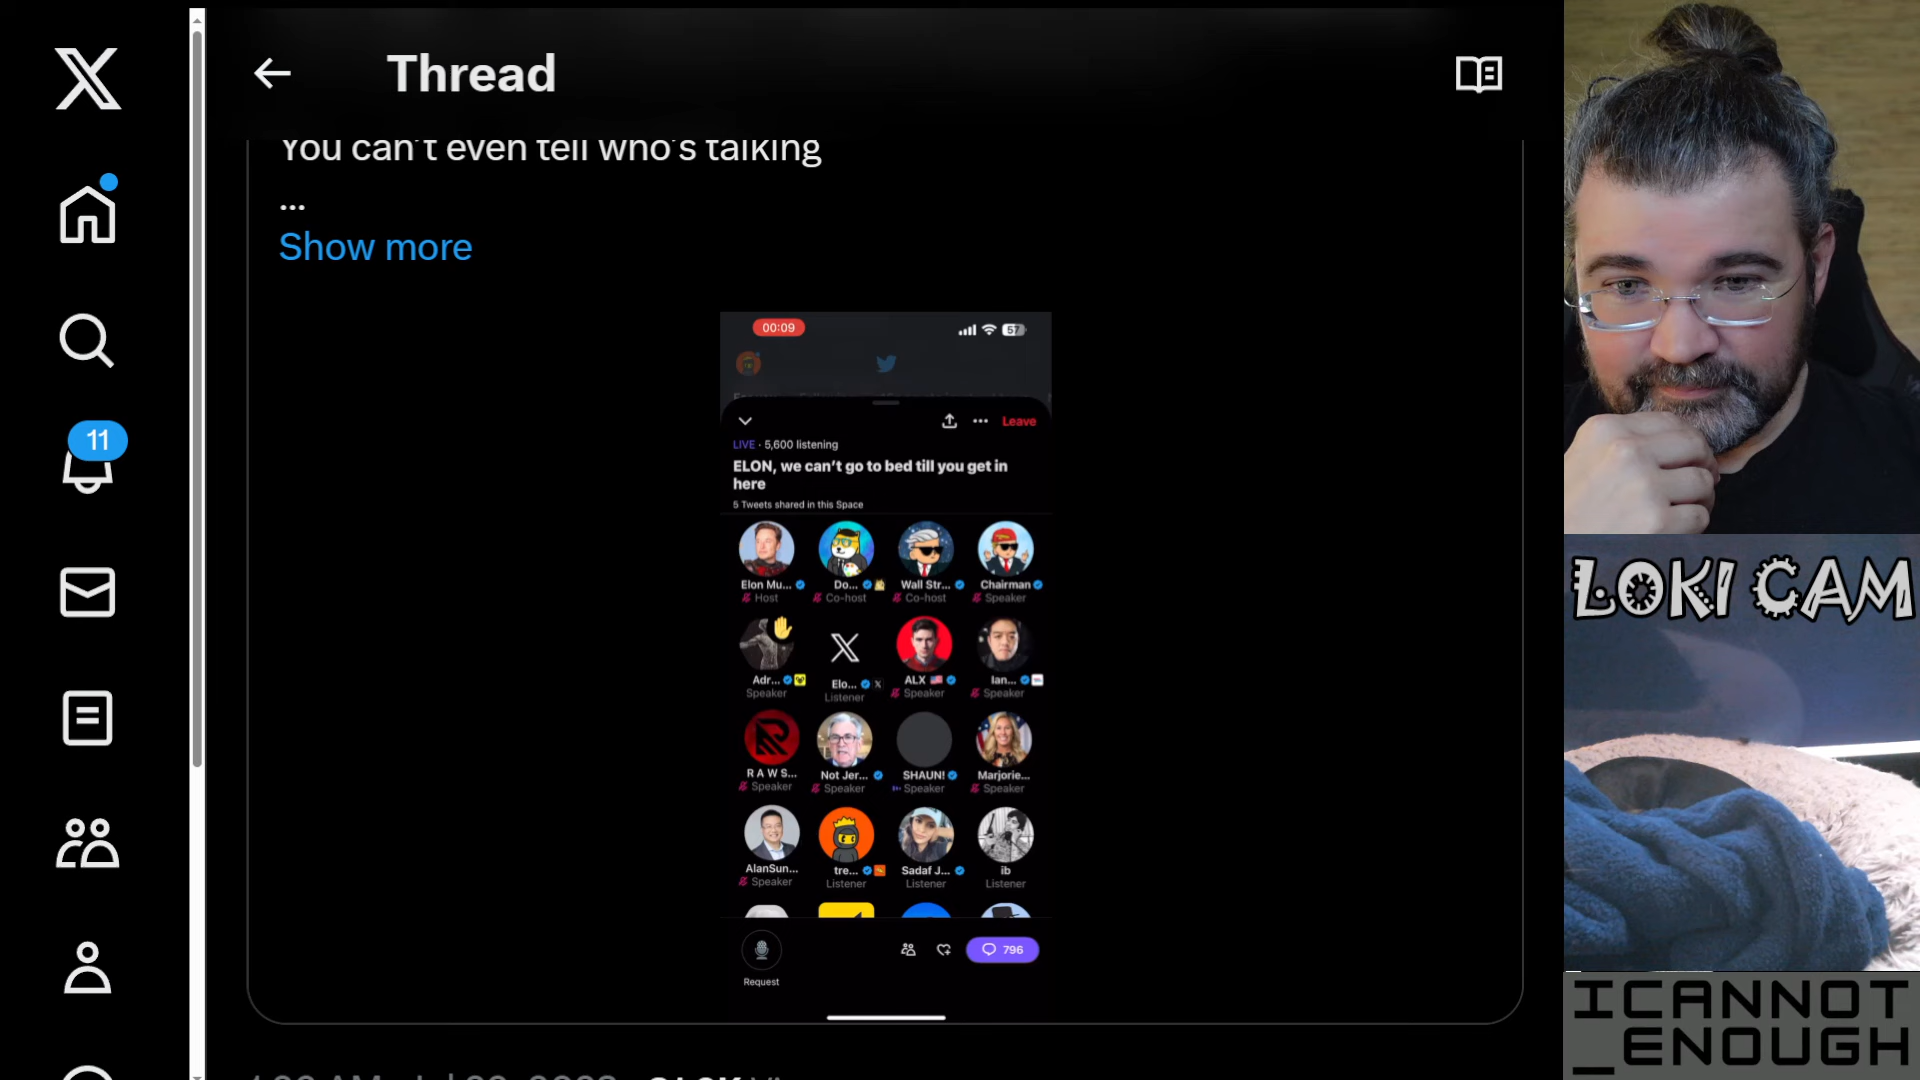 Thread
You can't even tell who's talking
...
Show more
11
00:09
57
Leave
LIVE · 5,600 listening
ELON, we can't go to bed till you get in
here
5 Tweets shared in this Space
Elon Mu...
Do...
Wall Str...
Chairman
Host
Co-host
Co-host
Speaker
Adr...
Elo...
ALX
Ian...
Speaker
Listener
Speaker
Speaker
R A W S...
Not Jer...
SHAUN!
Marjorie...
Speaker
Speaker
Speaker
Speaker
AlanSun...
tre...
Sadaf J...
ib
Speaker
Listener
Listener
Listener
796
Request
LOKI CAM
ICANNOT
_ENOUGH